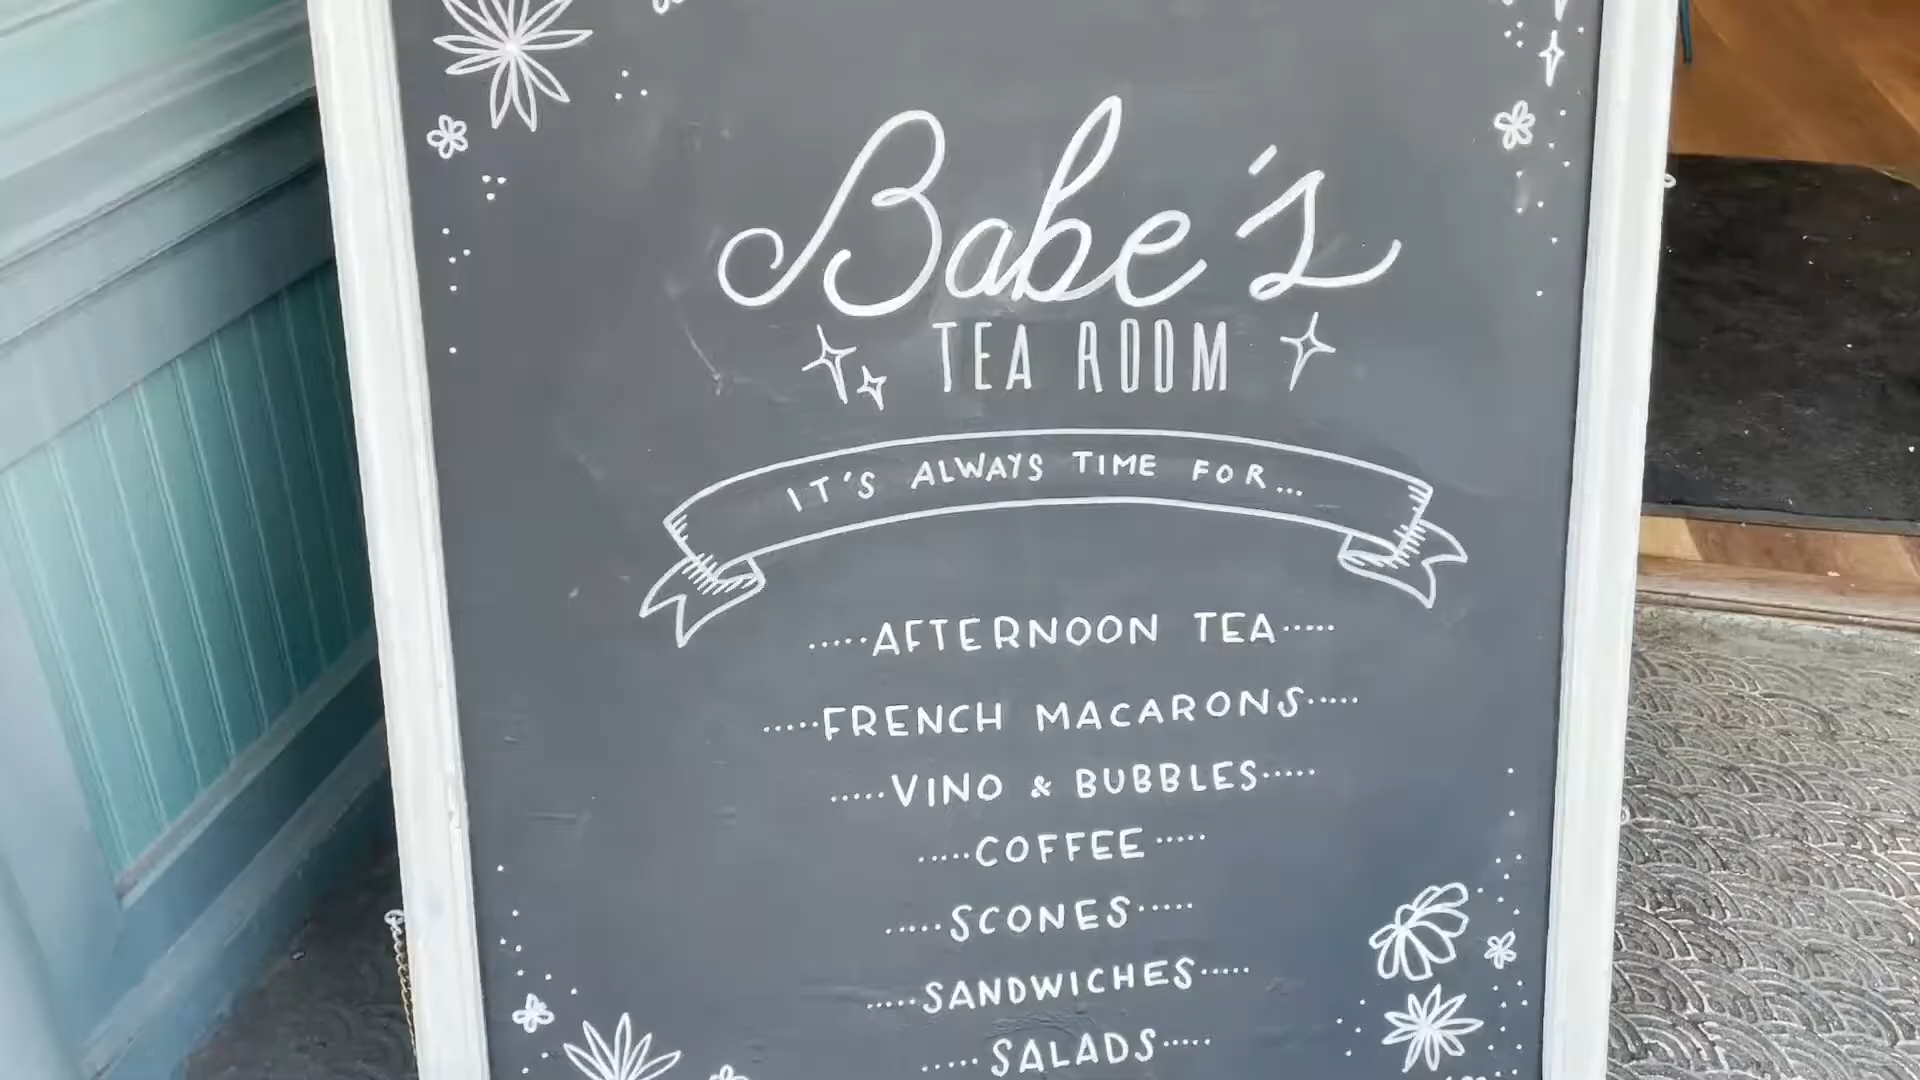 Babe's
TEA ROOM
IT'S ALWAYS TIME FOR...
.....AFTERNOON TEA.....
.....FRENCH MACARONS.....
.....VINO & BUBBLES.....
.....COFFEE.....
.....SCONES.....
.....SANDWICHES.....
.....SALADS.....